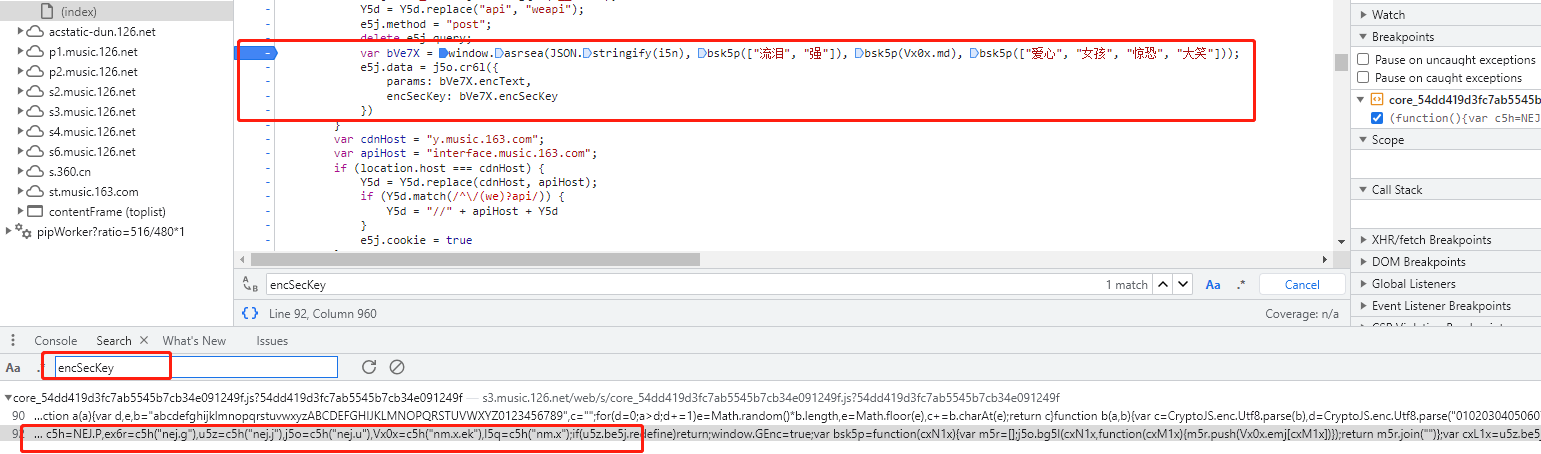 (index)
acstatic-dun.126.net
p1.music.126.net
p2.music.126.net
s2.music.126.net
s3.music.126.net
s4.music.126.net
s6.music.126.net
s.360.cn
st.music.163.com
contentFrame (toplist)
pipWorker?ratio=516/480*1
Y5d = Y5d.replace("api", "weapi");
e5j.method = "post";
delete e5j.query;
var bVe7X = window.asrsea(JSON.stringify(i5n), bsk5p(["流泪", "强"]), bsk5p(Vx0x.md), bsk5p(["爱心", "女孩", "惊恐", "大笑"]));
e5j.data = j5o.cr6l({
params: bVe7X.encText,
encSecKey: bVe7X.encSecKey
})
}
var cdnHost = "y.music.163.com";
var apiHost = "interface.music.163.com";
if (location.host === cdnHost) {
Y5d = Y5d.replace(cdnHost, apiHost);
if (Y5d.match(/^\/(we)?api/)) {
Y5d = "//" + apiHost + Y5d
}
e5j.cookie = true
encSecKey
1 match
Aa
.*
Cancel
{} Line 92, Column 960
Coverage: n/a
Watch
Breakpoints
Pause on uncaught exceptions
Pause on caught exceptions
core_54dd419d3fc7ab5545b
(function(){var c5h=NEJ
Scope
Call Stack
XHR/fetch Breakpoints
DOM Breakpoints
Global Listeners
Event Listener Breakpoints
CSP Violation Breakpoints
Console
Search
What's New
Issues
Aa
.*
encSecKey
core_54dd419d3fc7ab5545b7cb34e091249f.js?54dd419d3fc7ab5545b7cb34e091249f — s3.music.126.net/web/s/core_54dd419d3fc7ab5545b7cb34e091249f.js?54dd419d3fc7ab5545b7cb34e091249f
90 ...ction a(a){var d,e,b="abcdefghijklmnopqrstuvwxyzABCDEFGHIJKLMNOPQRSTUVWXYZ0123456789",c="";for(d=0;a>d;d+=1)e=Math.random()*b.length,e=Math.floor(e),c+=b.charAt(e);return c}function b(a,b){var c=CryptoJS.enc.Utf8.parse(b),d=CryptoJS.enc.Utf8.parse("01020304050607
92 ... c5h=NEJ.P,ex6r=c5h("nej.g"),u5z=c5h("nej.j"),j5o=c5h("nej.u"),Vx0x=c5h("nm.x.ek"),l5q=c5h("nm.x");if(u5z.be5j.redefine)return;window.GEnc=true;var bsk5p=function(cxN1x){var m5r=[];j5o.bg5l(cxN1x,function(cxM1x){m5r.push(Vx0x.emj[cxM1x])});return m5r.join("")};var cxL1x=u5z.be5